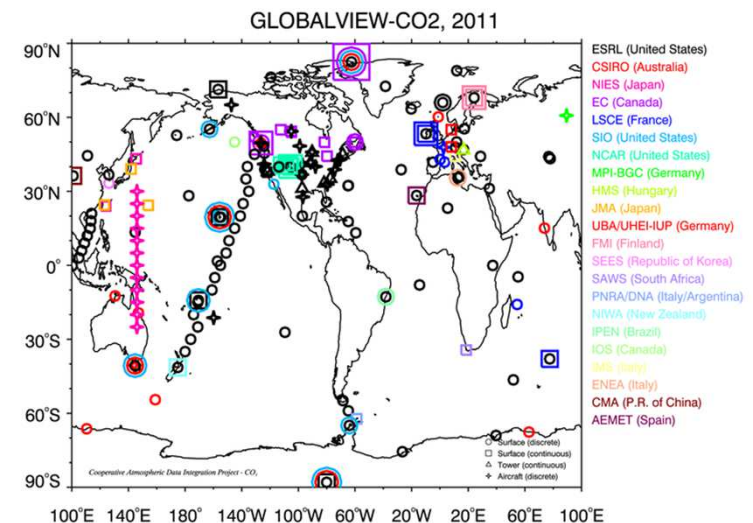 GLOBALVIEW-CO2, 2011
90°N
60°N
30°N
0°
30°S
60°S
90°S
100°E 140°E 180° 140°W 100°W 60°W 20°W 20°E 60°E 100°E
ESRL (United States)
CSIRO (Australia)
NIES (Japan)
EC (Canada)
LSCE (France)
SIO (United States)
NCAR (United States)
MPI-BGC (Germany)
HMS (Hungary)
JMA (Japan)
UBA/UHEI-IUP (Germany)
FMI (Finland)
SEES (Republic of Korea)
SAWS (South Africa)
PNRA/DNA (Italy/Argentina)
NIWA (New Zealand)
IPEN (Brazil)
IOS (Canada)
IMS (Italy)
ENEA (Italy)
CMA (P.R. of China)
AEMET (Spain)
Surface (discrete)
Surface (continuous)
Tower (continuous)
Aircraft (discrete)
Cooperative Atmospheric Data Integration Project - CO₂